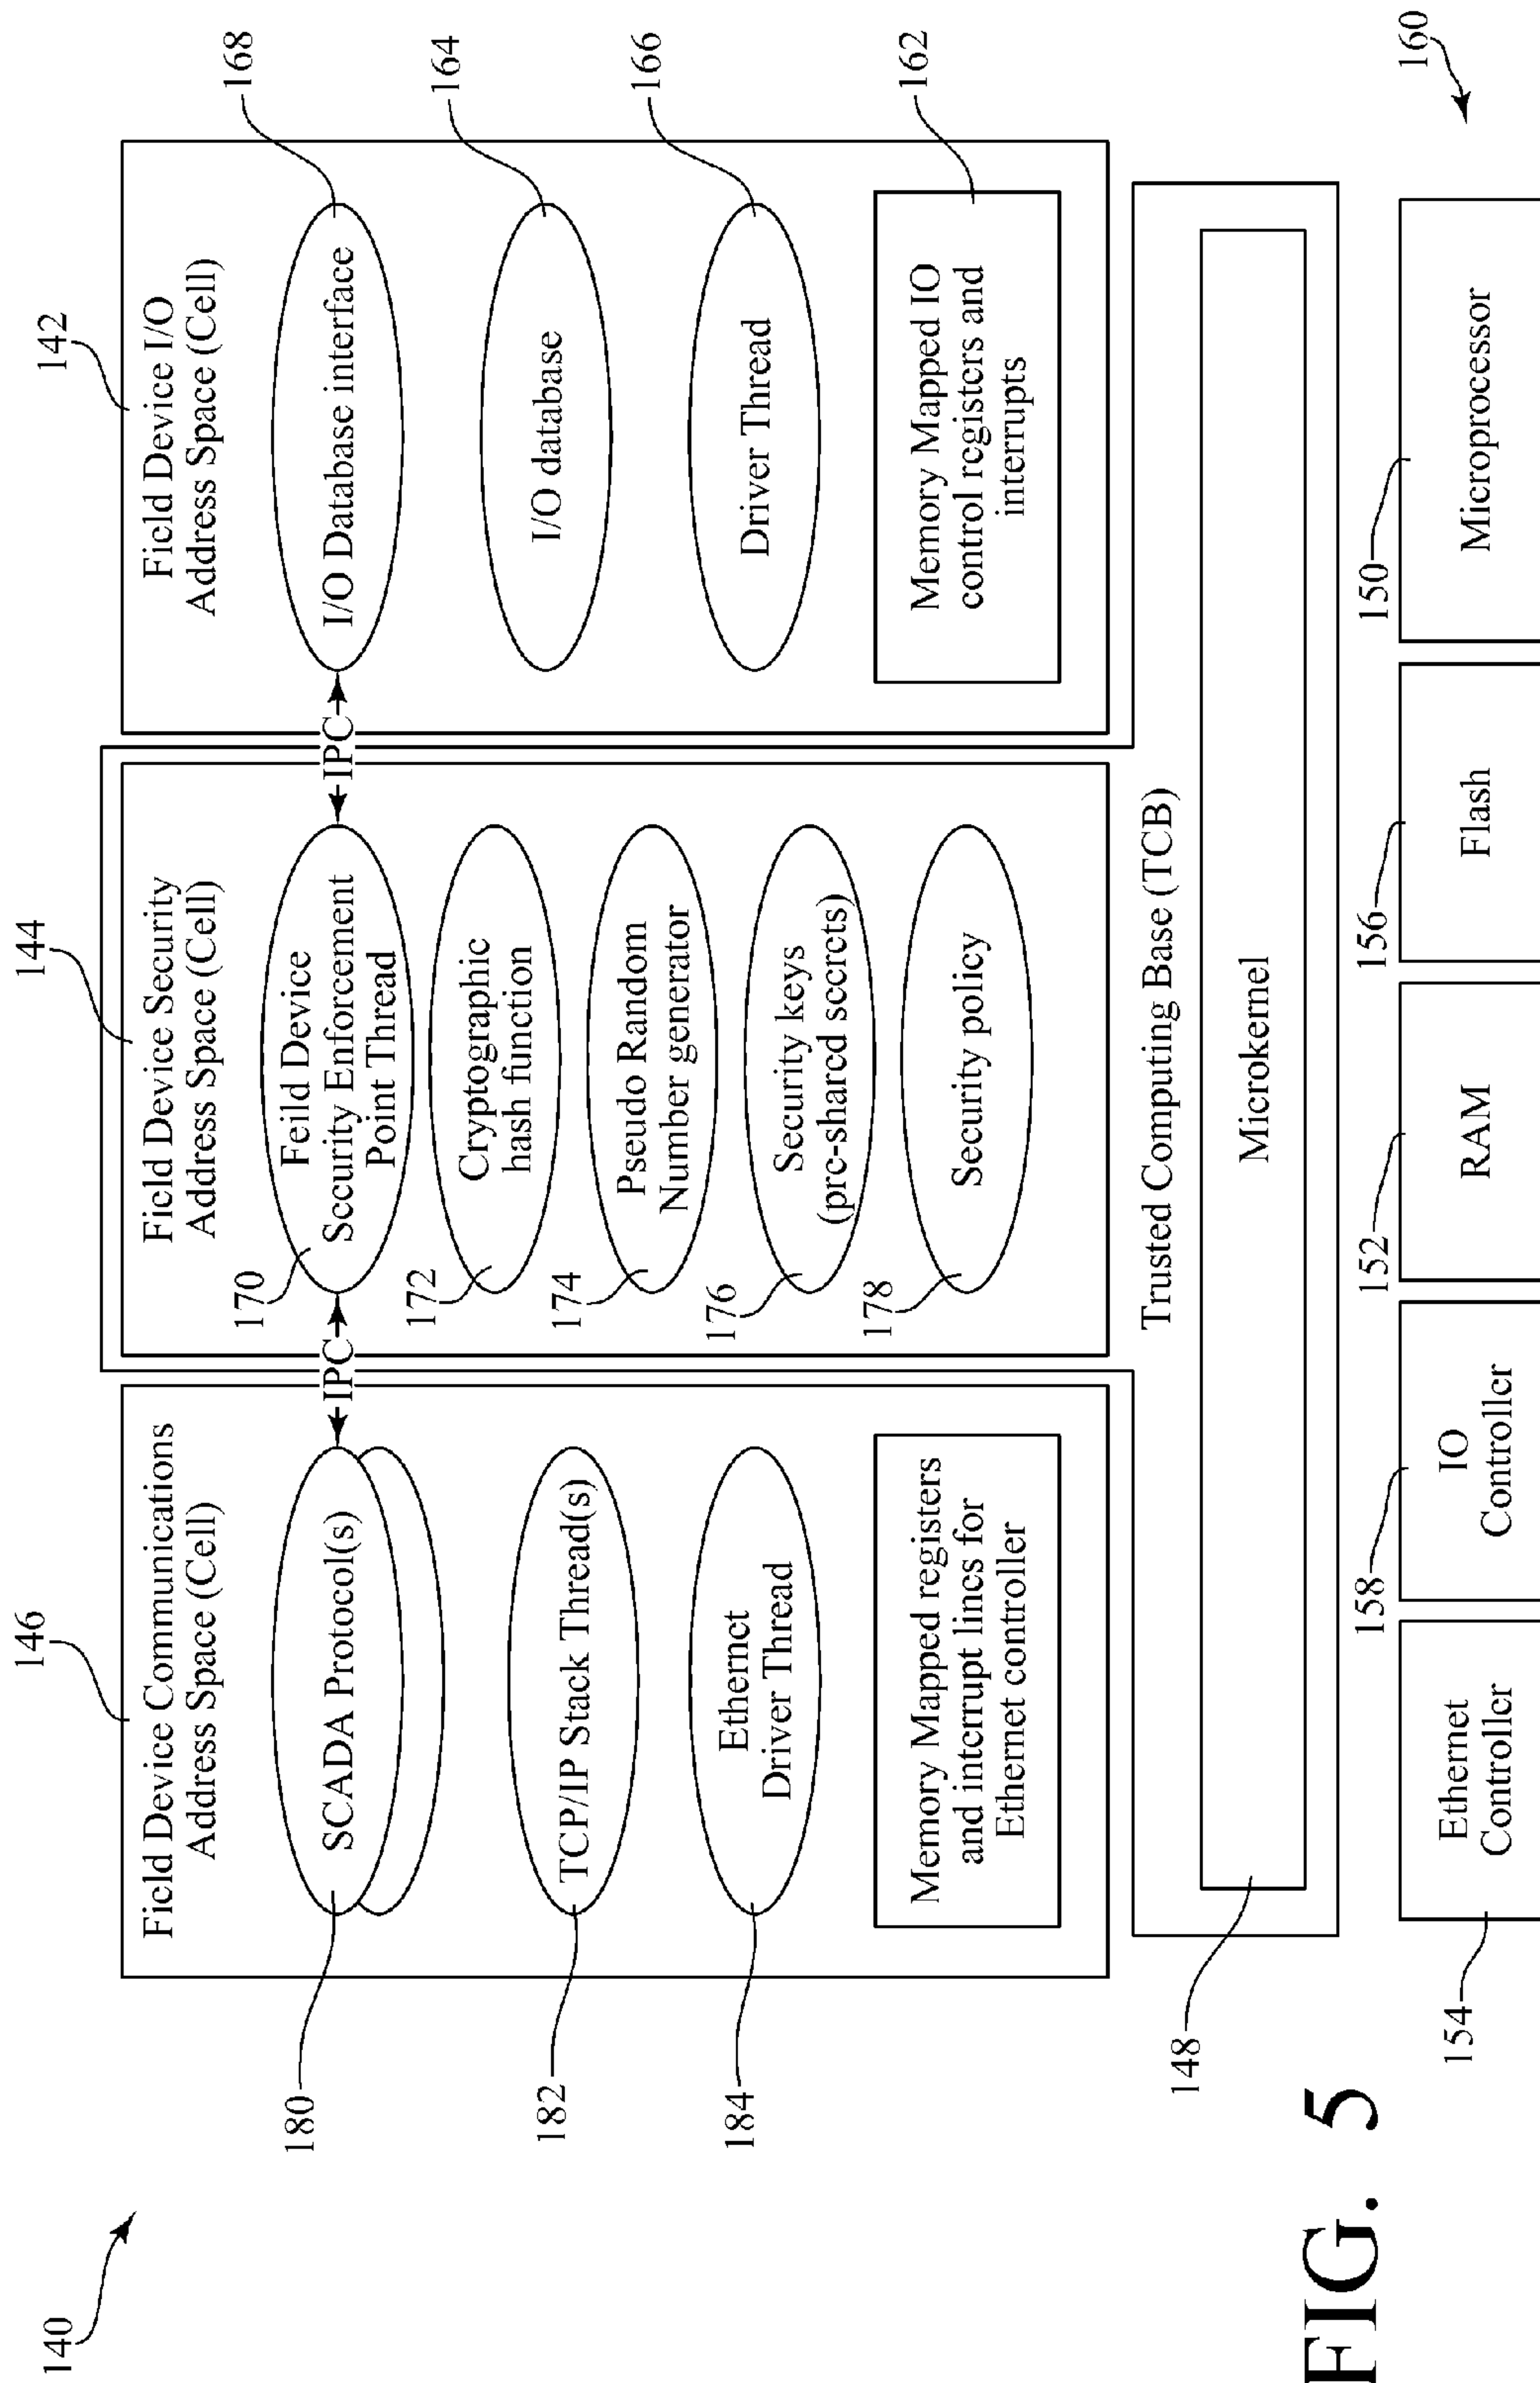 140
146
Field Device Communications
Address Space (Cell)
SCADA Protocol(s)
180
TCP/IP Stack Thread(s)
182
Ethernet
Driver Thread
184
Memory Mapped registers
and interrupt lines for
Ethernet controller
IPC
144
Field Device Security
Address Space (Cell)
170
Feild Device
Security Enforcement
Point Thread
172
Cryptographic
hash function
174
Pseudo Random
Number generator
176
Security keys
(pre-shared secrets)
178
Security policy
IPC
142
Field Device I/O
Address Space (Cell)
I/O Database interface
168
I/O database
164
Driver Thread
166
Memory Mapped IO
control registers and
interrupts
162
Trusted Computing Base (TCB)
Microkernel
148
154
Ethernet
Controller
158
IO
Controller
152
RAM
156
Flash
150
Microprocessor
160
FIG. 5